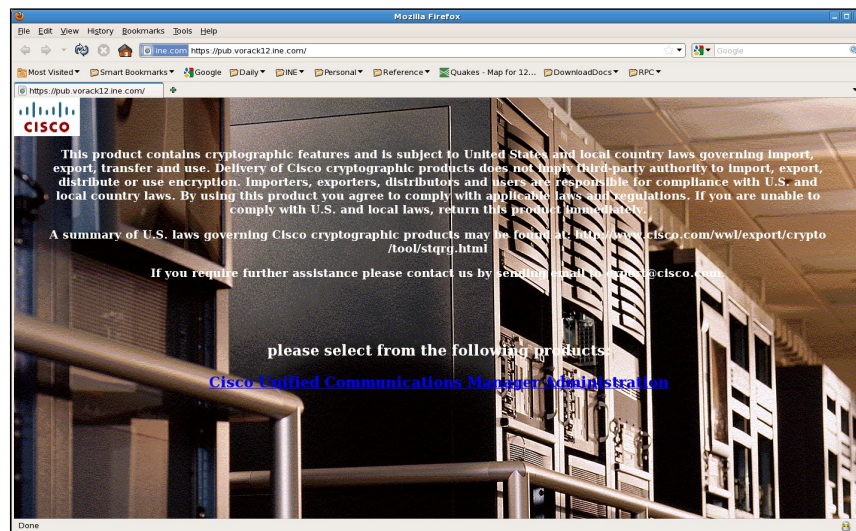 Mozilla Firefox
File Edit View History Bookmarks Tools Help
ine.com https://pub.vorack12.ine.com/
Google
Most Visited Smart Bookmarks Google Daily INE Personal Reference Quakes - Map for 12... DownloadDocs RPC
https://pub.vorack12.ine.com/
CISCO
This product contains cryptographic features and is subject to United States and local country laws governing import,
export, transfer and use. Delivery of Cisco cryptographic products does not imply third-party authority to import, export,
distribute or use encryption. Importers, exporters, distributors and users are responsible for compliance with U.S. and
local country laws. By using this product you agree to comply with applicable laws and regulations. If you are unable to
comply with U.S. and local laws, return this product immediately.
A summary of U.S. laws governing Cisco cryptographic products may be found at: http://www.cisco.com/wwl/export/crypto
/tool/stqrg.html
If you require further assistance please contact us by sending email to export@cisco.com.
please select from the following products:
Cisco Unified Communications Manager Administration
Done